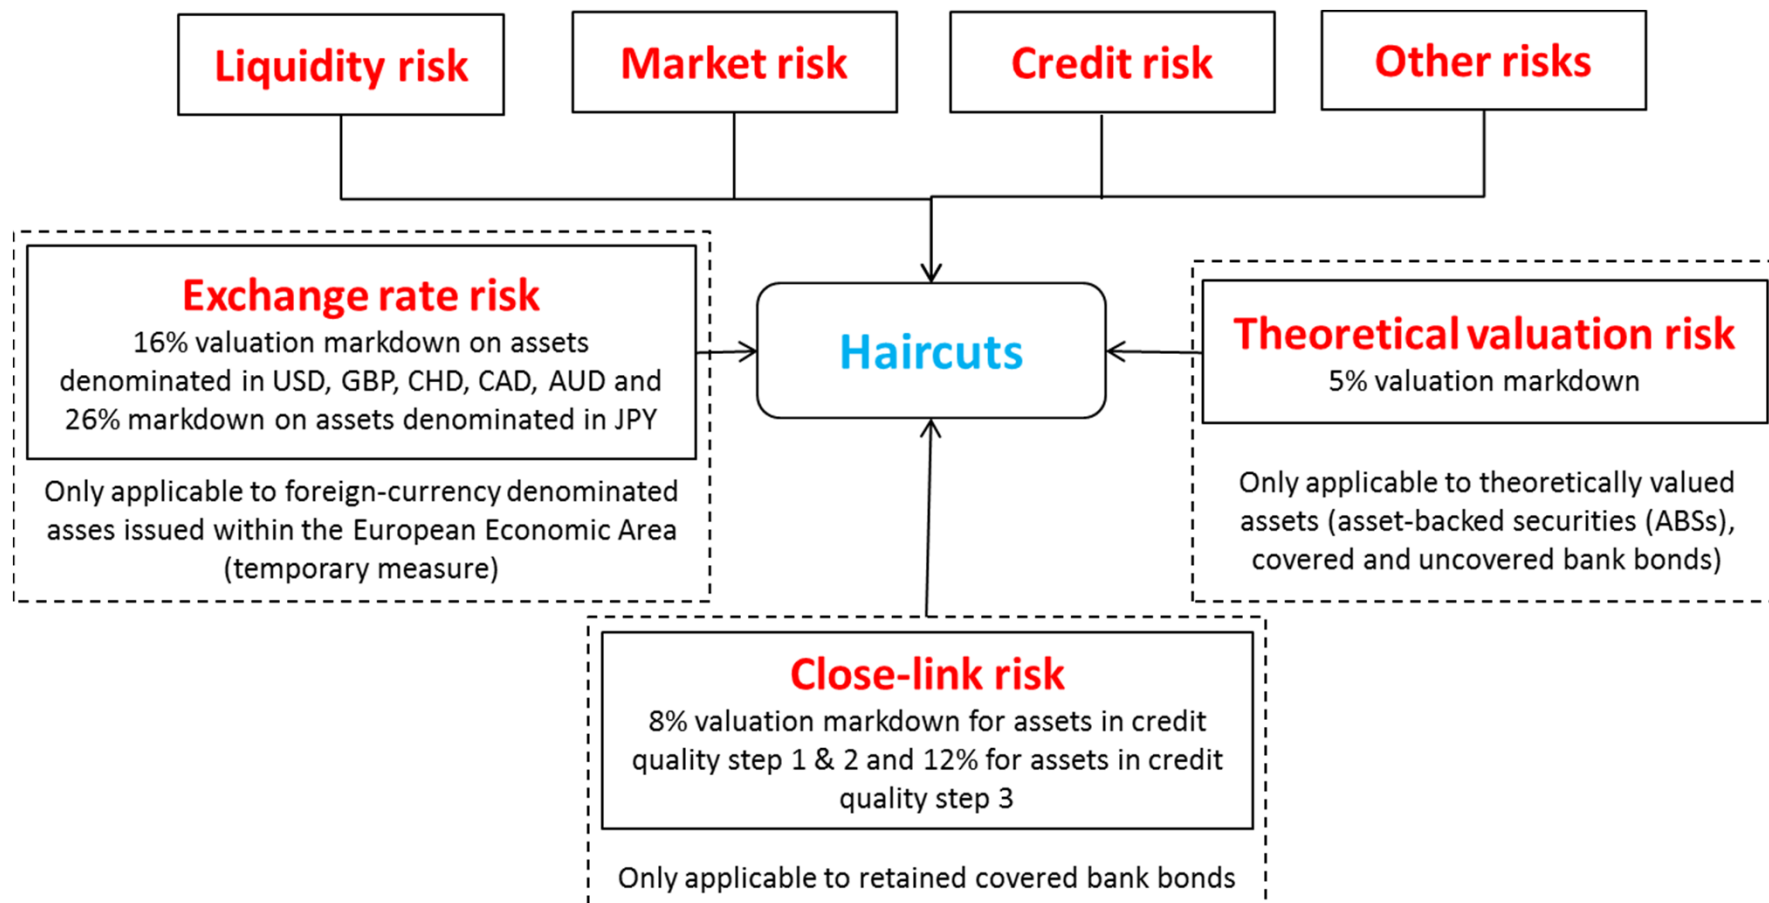 Liquidity risk
Market risk
Credit risk
Other risks
Exchange rate risk
16% valuation markdown on assets
denominated in USD, GBP, CHD, CAD, AUD and
26% markdown on assets denominated in JPY
Only applicable to foreign-currency denominated
asses issued within the European Economic Area
(temporary measure)
Haircuts
Theoretical valuation risk
5% valuation markdown
Only applicable to theoretically valued
assets (asset-backed securities (ABSs),
covered and uncovered bank bonds)
Close-link risk
8% valuation markdown for assets in credit
quality step 1 & 2 and 12% for assets in credit
quality step 3
Only applicable to retained covered bank bonds